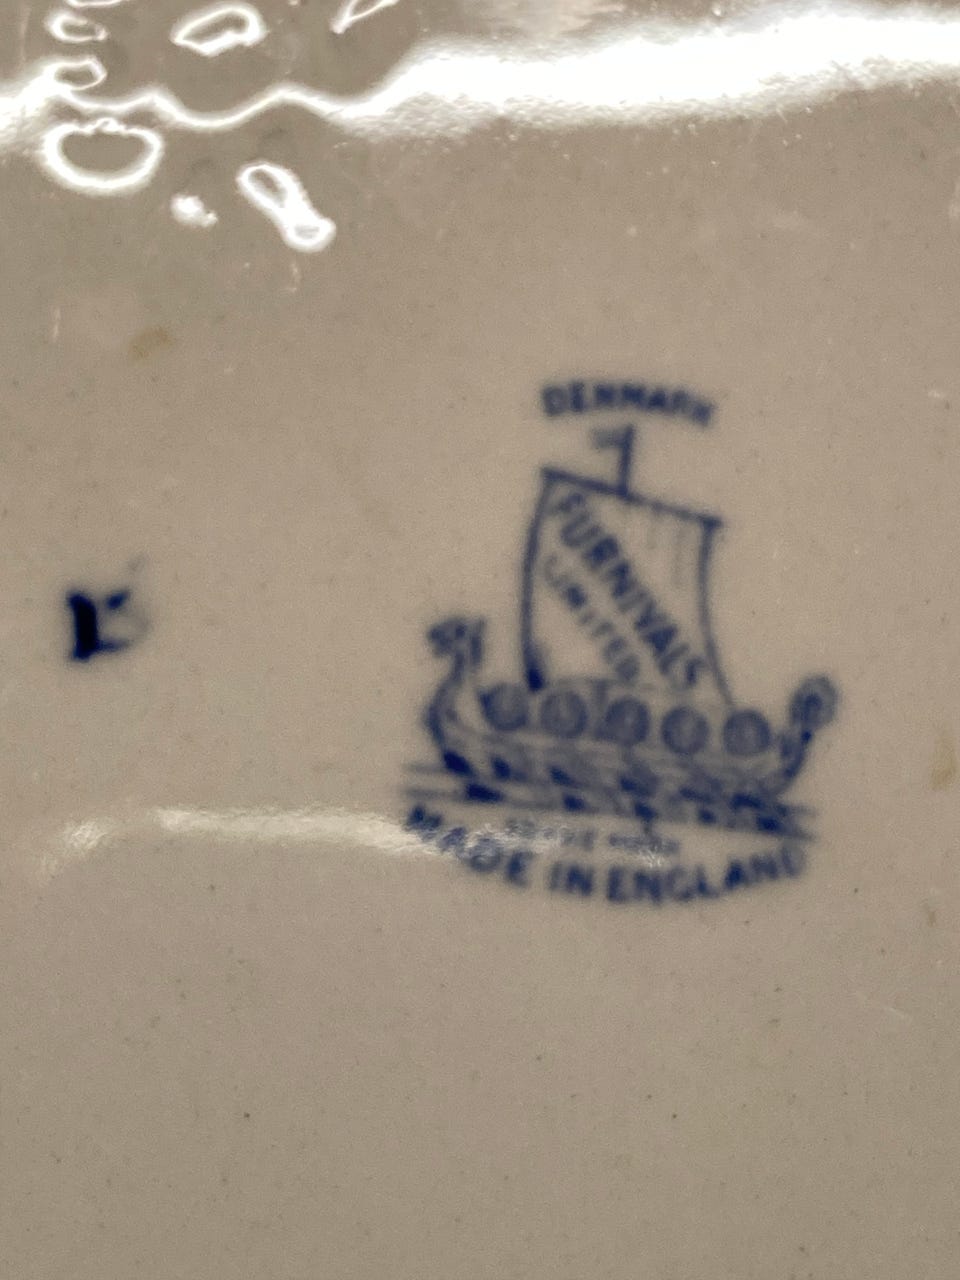 DENMARK
FURNIVALS
LIMITED
MADE IN ENGLAND